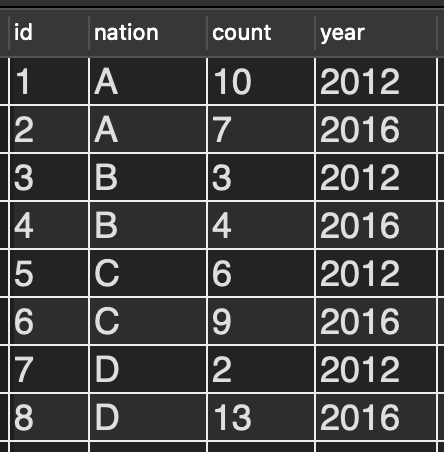 id nation count year
1 A 10 2012
2 A 7 2016
3 B 3 2012
4 B 4 2016
5 C 6 2012
6 C 9 2016
7 D 2 2012
8 D 13 2016